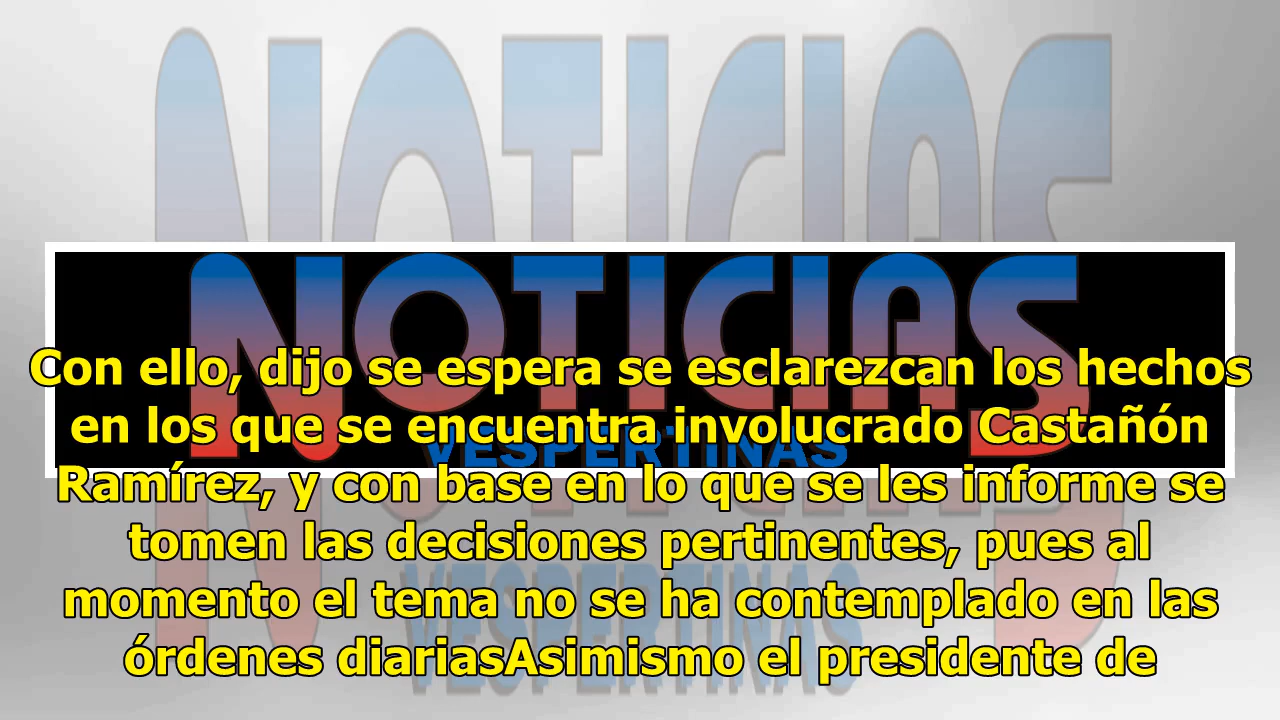 NOTICIAS
VESPERTINAS
Con ello, dijo se espera se esclarezcan los hechos
en los que se encuentra involucrado Castañón
Ramírez, y con base en lo que se les informe se
tomen las decisiones pertinentes, pues al
momento el tema no se ha contemplado en las
órdenes diariasAsimismo el presidente de